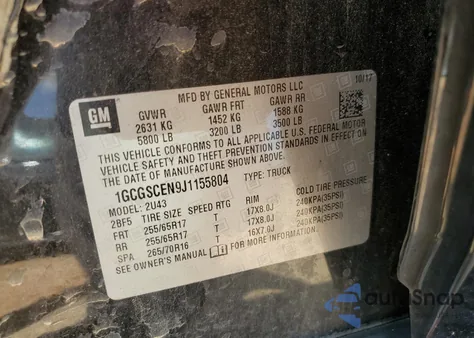 GM
MFD BY GENERAL MOTORS LLC 10/17
GVWR GAWR FRT GAWR RR
2631 KG 1452 KG 1588 KG
5800 LB 3200 LB 3500 LB
THIS VEHICLE CONFORMS TO ALL APPLICABLE U.S. FEDERAL MOTOR
VEHICLE SAFETY AND THEFT PREVENTION STANDARDS IN EFFECT ON
THE DATE OF MANUFACTURE SHOWN ABOVE.
1GCGSCEN9J1155804 TYPE: TRUCK
MODEL: 2U43
2BF5 TIRE SIZE SPEED RTG RIM COLD TIRE PRESSURE
FRT 255/65R17 T 17X8.0J 240KPA(35PSI)
RR 255/65R17 T 17X8.0J 240KPA(35PSI)
SPA 265/70R16 T 16X7.0J 240KPA(35PSI)
SEE OWNER'S MANUAL FOR MORE INFORMATION.
AutoSnap